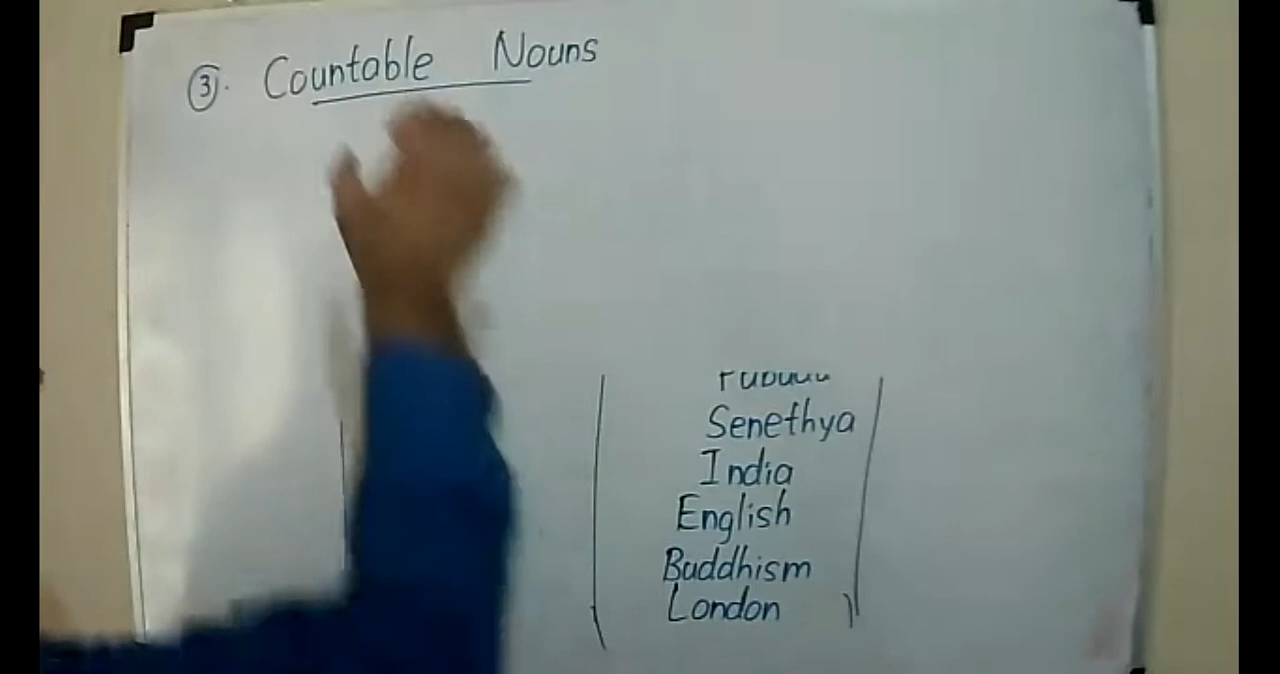 ③. Countable Nouns
Senethya
India
English
Buddhism
London